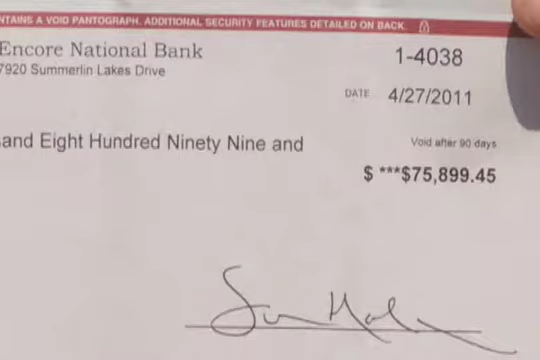 NTAINS A VOID PANTOGRAPH. ADDITIONAL SECURITY FEATURES DETAILED ON BACK.
Encore National Bank
7920 Summerlin Lakes Drive
1-4038
DATE 4/27/2011
and Eight Hundred Ninety Nine and
Void after 90 days
$ ***$75,899.45